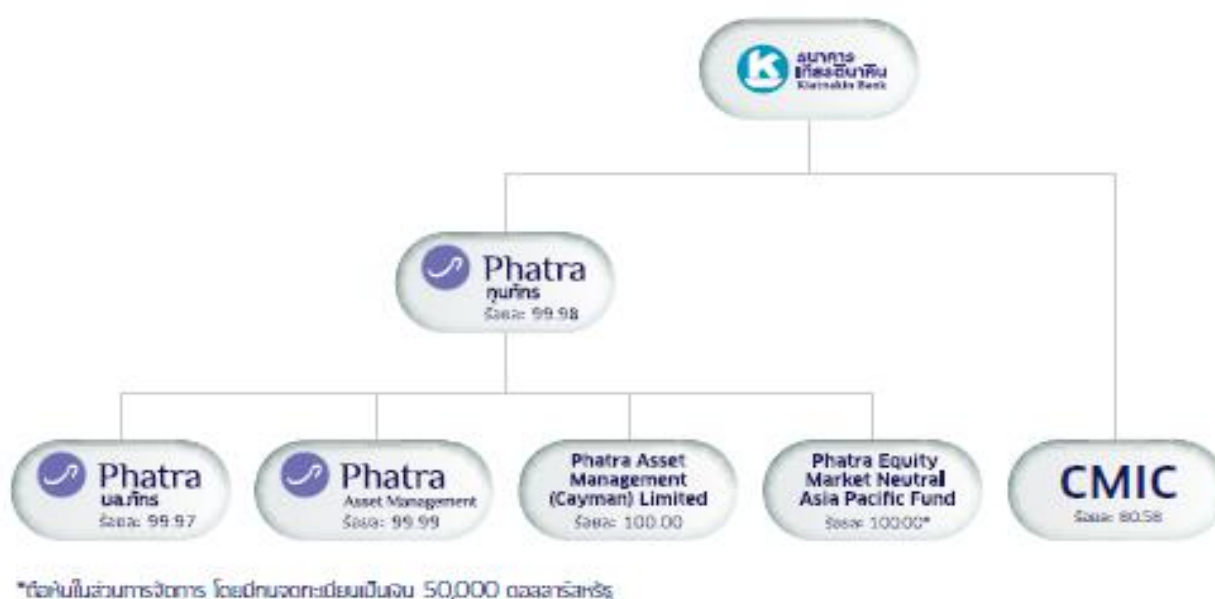 ธนาคาร
เกียรตินาคิน
Kiatnakin Bank
Phatra
ทุนภัทร
ร้อยละ 99.98
Phatra
บล.ภัทร
ร้อยละ 99.97
Phatra
Asset Management
ร้อยละ 99.99
Phatra Asset
Management
(Cayman) Limited
ร้อยละ 100.00
Phatra Equity
Market Neutral
Asia Pacific Fund
ร้อยละ 100.00*
CMIC
ร้อยละ 80.58
*ถือหุ้นในส่วนการจัดการ โดยมีทุนจดทะเบียนเป็นเงิน 50,000 ดอลลาร์สหรัฐ